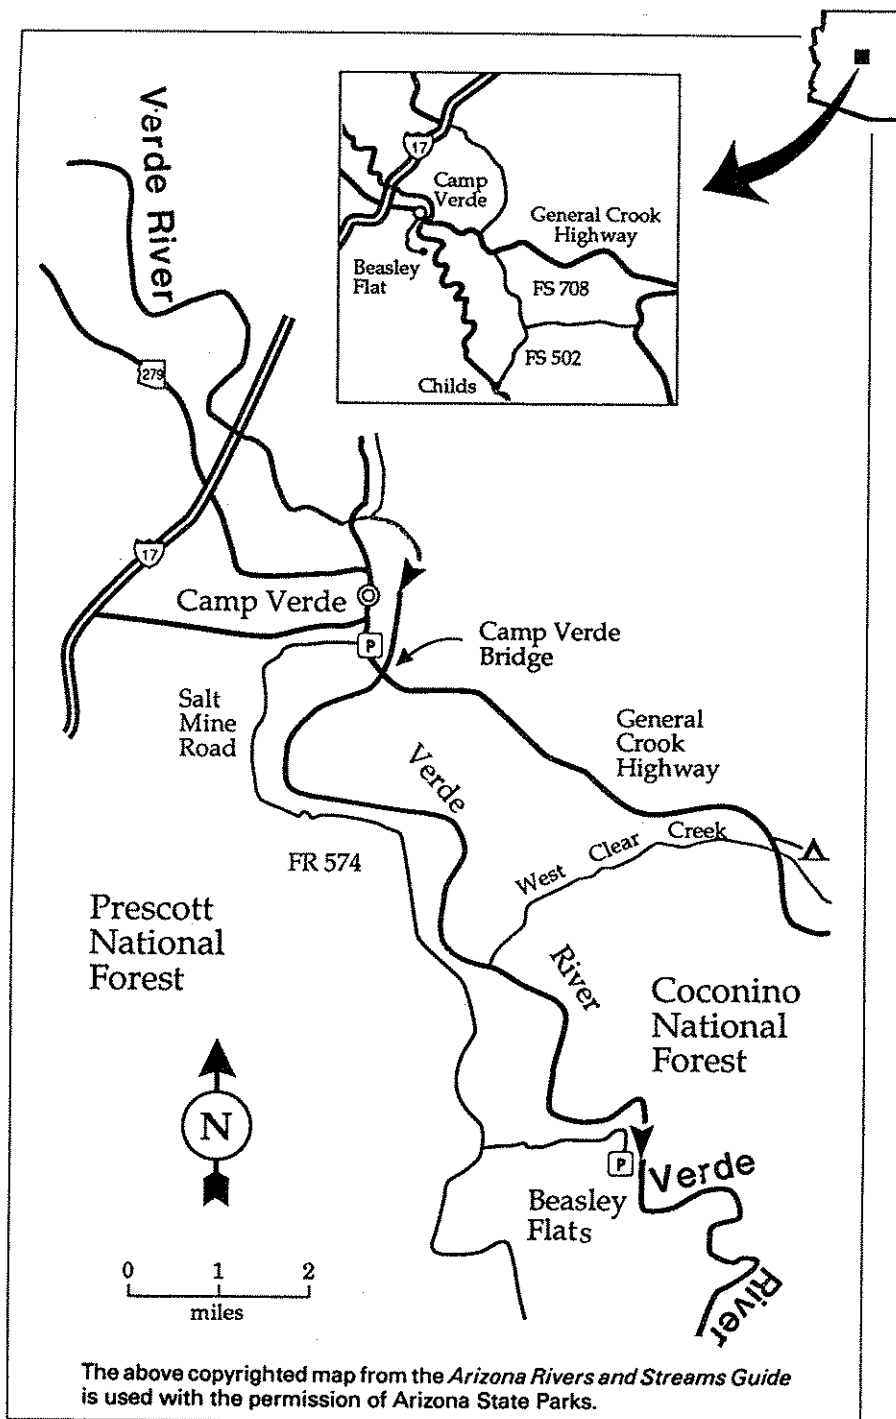 Verde River
17
Camp
Verde
General Crook
Highway
Beasley
Flat
FS 708
FS 502
Childs
279
17
Camp Verde
P
Camp Verde
Bridge
Salt
Mine
Road
General
Crook
Highway
Verde
River
West Clear Creek
FR 574
Prescott
National
Forest
Coconino
National
Forest
N
P
Beasley
Flats
Verde
River
0 1 2
miles
The above copyrighted map from the Arizona Rivers and Streams Guide
is used with the permission of Arizona State Parks.